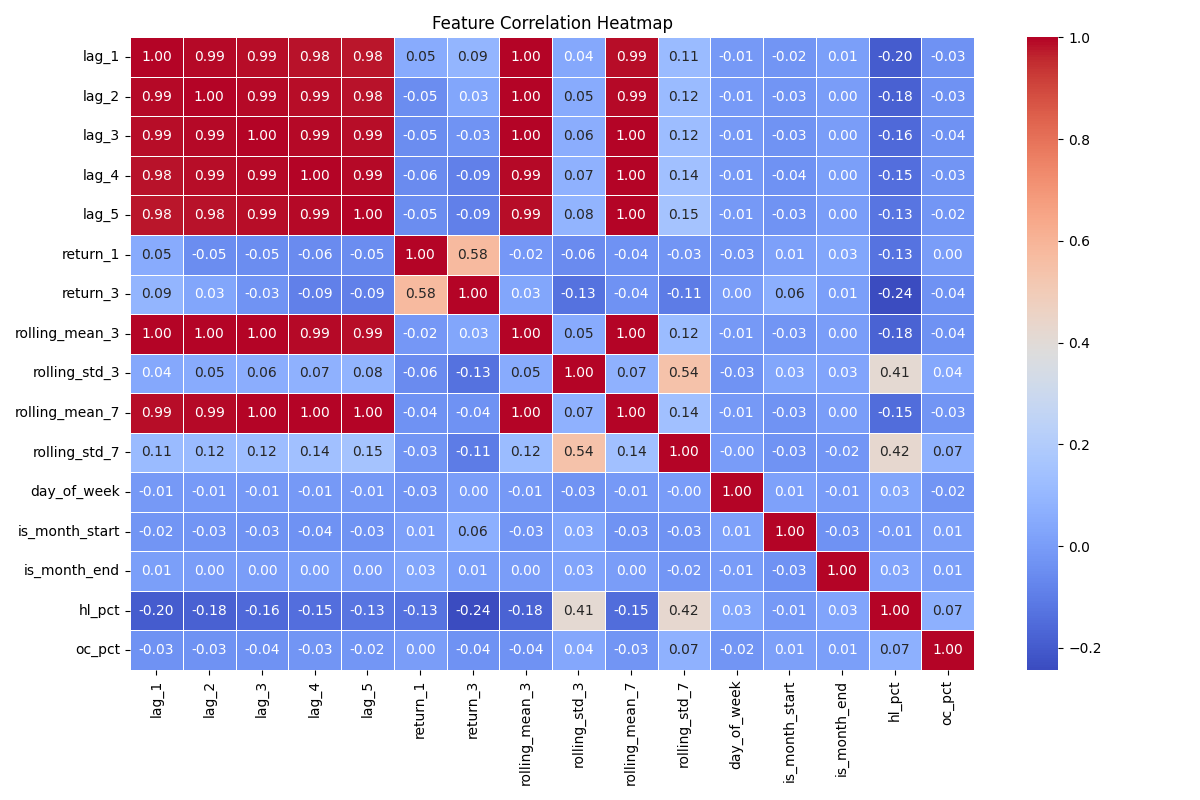 Feature Correlation Heatmap
lag_1 1.00 0.99 0.99 0.98 0.98 0.05 0.09 1.00 0.04 0.99 0.11 -0.01 -0.02 0.01 -0.20 -0.03
lag_2 0.99 1.00 0.99 0.99 0.98 -0.05 0.03 1.00 0.05 0.99 0.12 -0.01 -0.03 0.00 -0.18 -0.03
lag_3 0.99 0.99 1.00 0.99 0.99 -0.05 -0.03 1.00 0.06 1.00 0.12 -0.01 -0.03 0.00 -0.16 -0.04
lag_4 0.98 0.99 0.99 1.00 0.99 -0.06 -0.09 0.99 0.07 1.00 0.14 -0.01 -0.04 0.00 -0.15 -0.03
lag_5 0.98 0.98 0.99 0.99 1.00 -0.05 -0.09 0.99 0.08 1.00 0.15 -0.01 -0.03 0.00 -0.13 -0.02
return_1 0.05 -0.05 -0.05 -0.06 -0.05 1.00 0.58 -0.02 -0.06 -0.04 -0.03 -0.03 0.01 0.03 -0.13 0.00
return_3 0.09 0.03 -0.03 -0.09 -0.09 0.58 1.00 0.03 -0.13 -0.04 -0.11 0.00 0.06 0.01 -0.24 -0.04
rolling_mean_3 1.00 1.00 1.00 0.99 0.99 -0.02 0.03 1.00 0.05 1.00 0.12 -0.01 -0.03 0.00 -0.18 -0.04
rolling_std_3 0.04 0.05 0.06 0.07 0.08 -0.06 -0.13 0.05 1.00 0.07 0.54 -0.03 0.03 0.03 0.41 0.04
rolling_mean_7 0.99 0.99 1.00 1.00 1.00 -0.04 -0.04 1.00 0.07 1.00 0.14 -0.01 -0.03 0.00 -0.15 -0.03
rolling_std_7 0.11 0.12 0.12 0.14 0.15 -0.03 -0.11 0.12 0.54 0.14 1.00 -0.00 -0.03 -0.02 0.42 0.07
day_of_week -0.01 -0.01 -0.01 -0.01 -0.01 -0.03 0.00 -0.01 -0.03 -0.01 -0.00 1.00 0.01 -0.01 0.03 -0.02
is_month_start -0.02 -0.03 -0.03 -0.04 -0.03 0.01 0.06 -0.03 0.03 -0.03 -0.03 0.01 1.00 -0.03 -0.01 0.01
is_month_end 0.01 0.00 0.00 0.00 0.00 0.03 0.01 0.00 0.03 0.00 -0.02 -0.01 -0.03 1.00 0.03 0.01
hl_pct -0.20 -0.18 -0.16 -0.15 -0.13 -0.13 -0.24 -0.18 0.41 -0.15 0.42 0.03 -0.01 0.03 1.00 0.07
oc_pct -0.03 -0.03 -0.04 -0.03 -0.02 0.00 -0.04 -0.04 0.04 -0.03 0.07 -0.02 0.01 0.01 0.07 1.00
lag_1
lag_2
lag_3
lag_4
lag_5
return_1
return_3
rolling_mean_3
rolling_std_3
rolling_mean_7
rolling_std_7
day_of_week
is_month_start
is_month_end
hl_pct
oc_pct
1.0
0.8
0.6
0.4
0.2
0.0
−0.2